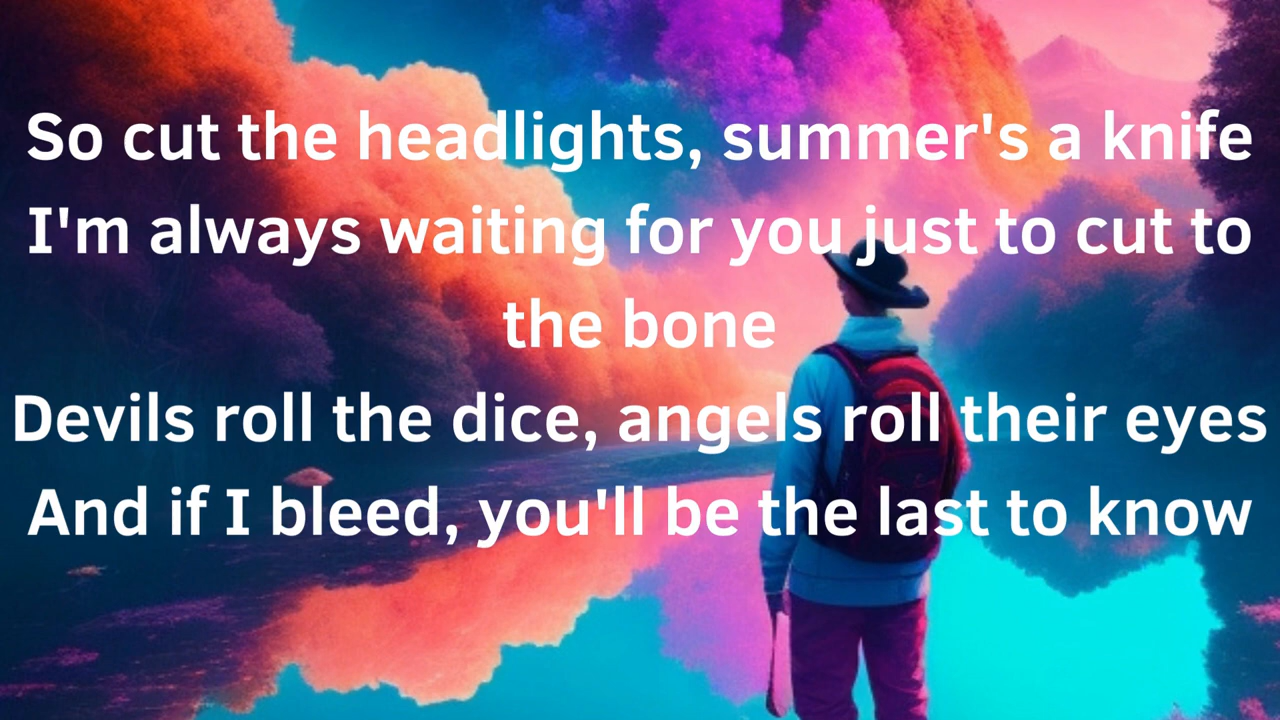 So cut the headlights, summer's a knife
I'm always waiting for you just to cut to
the bone
Devils roll the dice, angels roll their eyes
And if I bleed, you'll be the last to know